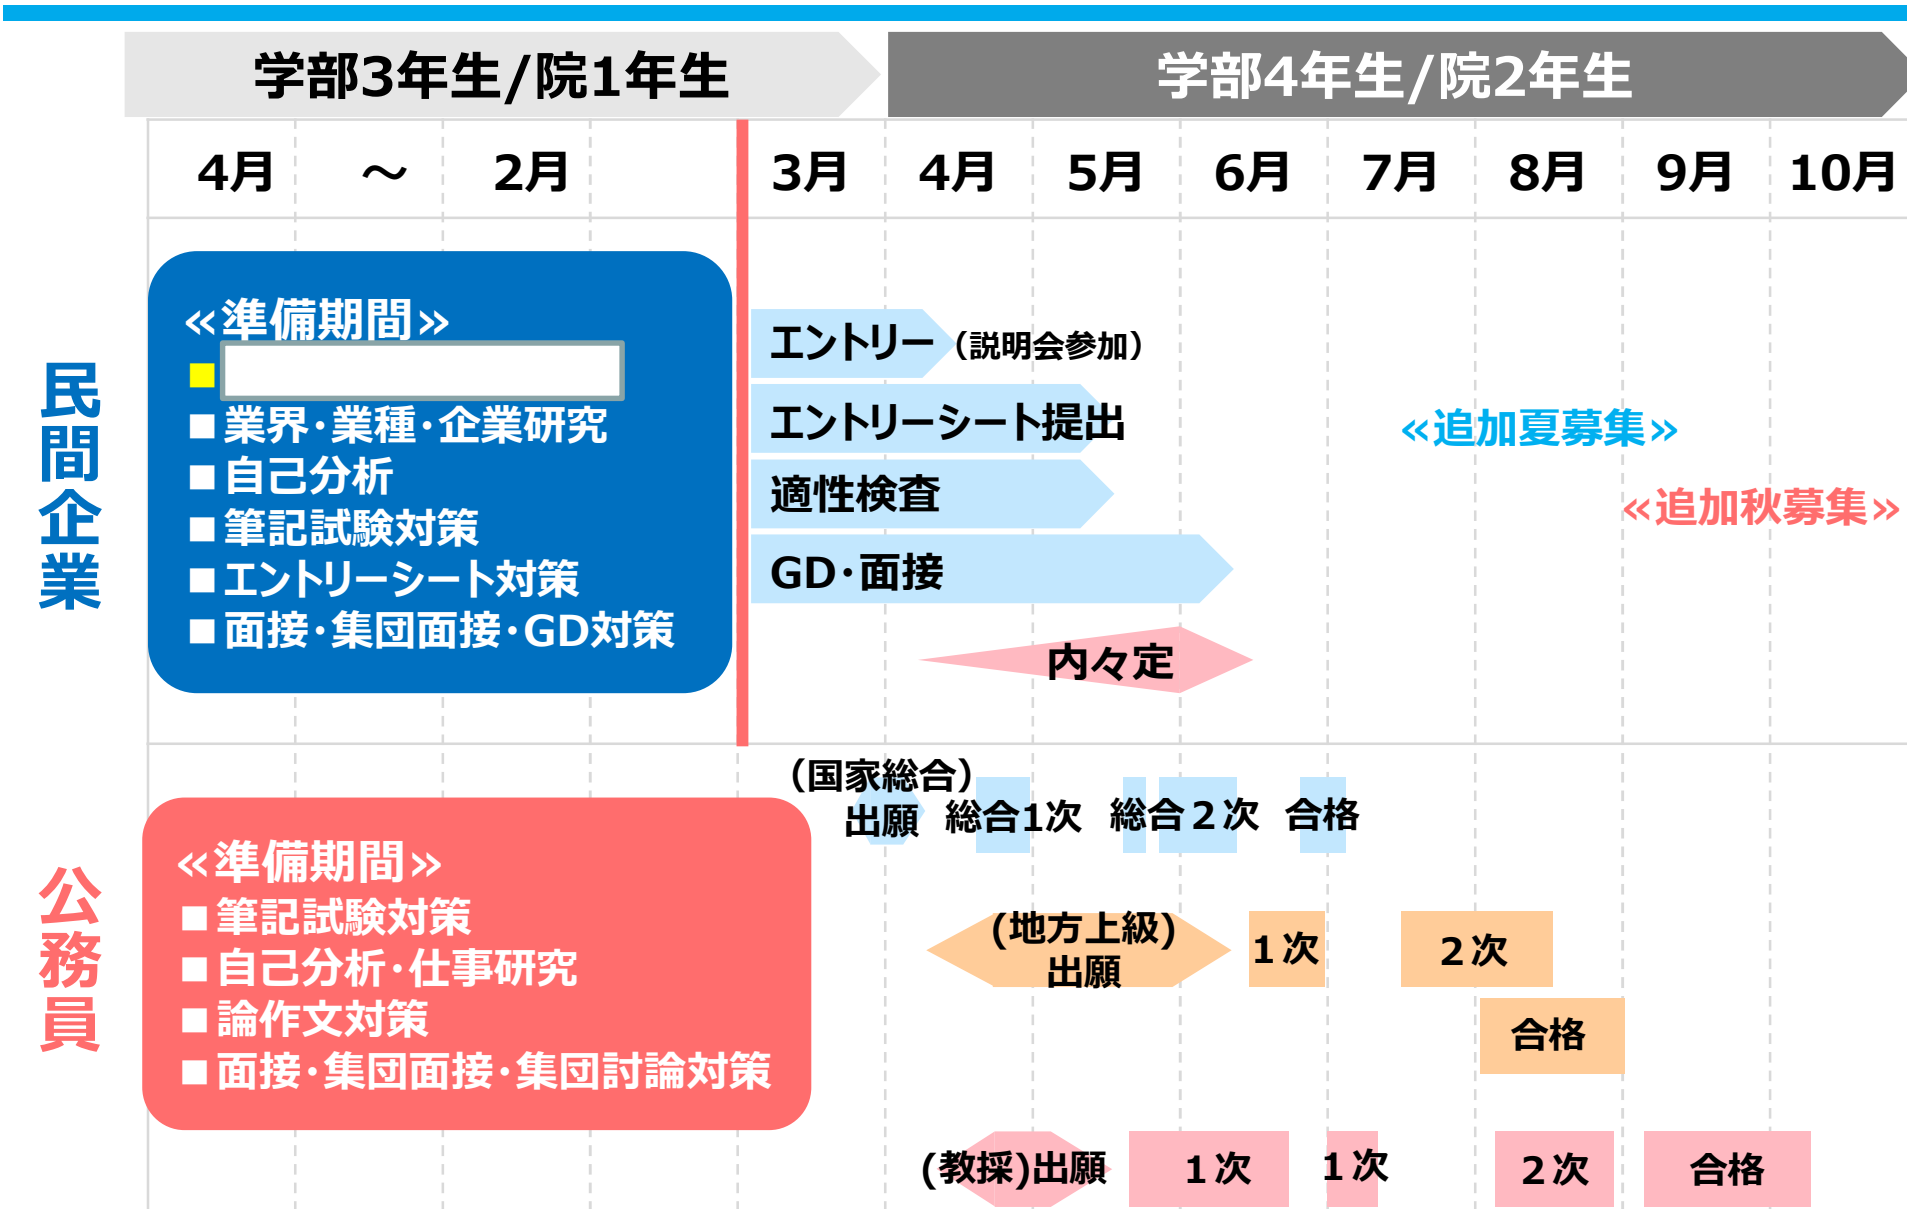 学部3年生/院1年生
学部4年生/院2年生
4月 ～ 2月 3月 4月 5月 6月 7月 8月 9月 10月
民間企業
≪準備期間≫
■
■業界･業種･企業研究
■自己分析
■筆記試験対策
■エントリーシート対策
■面接･集団面接･GD対策
エントリー（説明会参加）
エントリーシート提出
適性検査
GD･面接
内々定
≪追加夏募集≫
≪追加秋募集≫
公務員
≪準備期間≫
■筆記試験対策
■自己分析･仕事研究
■論作文対策
■面接･集団面接･集団討論対策
（国家総合）
出願 総合1次 総合２次 合格
(地方上級)
出願
１次
２次
合格
(教採)出願 １次 １次 ２次 合格